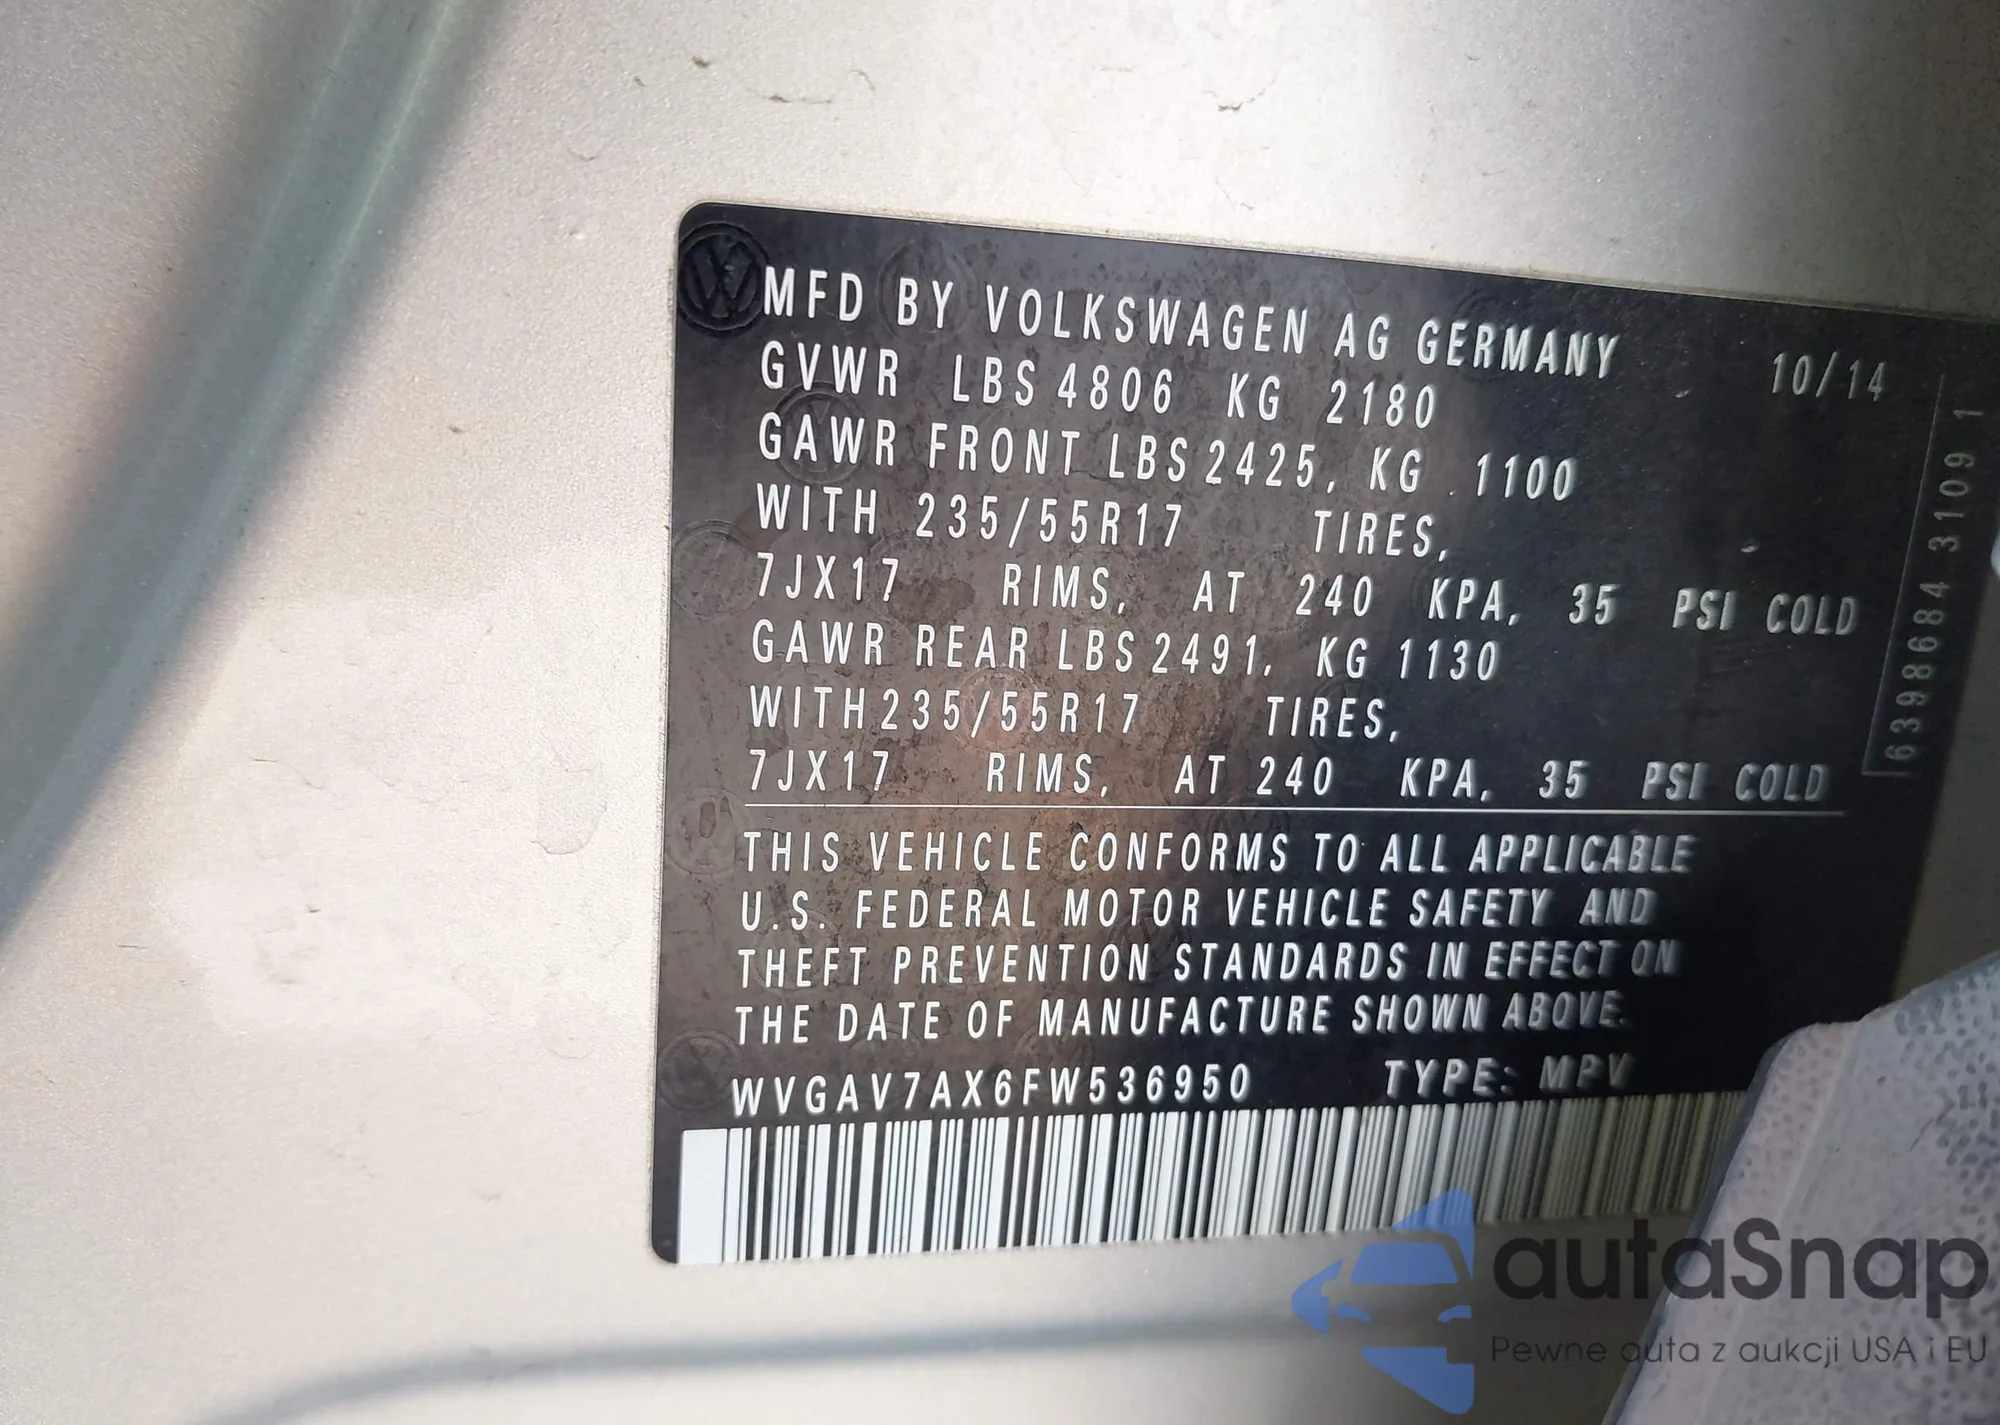 MFD BY VOLKSWAGEN AG GERMANY 10/14
GVWR LBS 4806 KG 2180
GAWR FRONT LBS 2425, KG 1100
WITH 235/55R17 TIRES,
7JX17 RIMS, AT 240 KPA, 35 PSI COLD
GAWR REAR LBS 2491, KG 1130
WITH 235/55R17 TIRES,
7JX17 RIMS, AT 240 KPA, 35 PSI COLD
THIS VEHICLE CONFORMS TO ALL APPLICABLE
U.S. FEDERAL MOTOR VEHICLE SAFETY AND
THEFT PREVENTION STANDARDS IN EFFECT ON
THE DATE OF MANUFACTURE SHOWN ABOVE.
WVGAV7AX6FW536950 TYPE: MPV
6398684 3109 1
autaSnap
Pewne auta z aukcji USA i EU